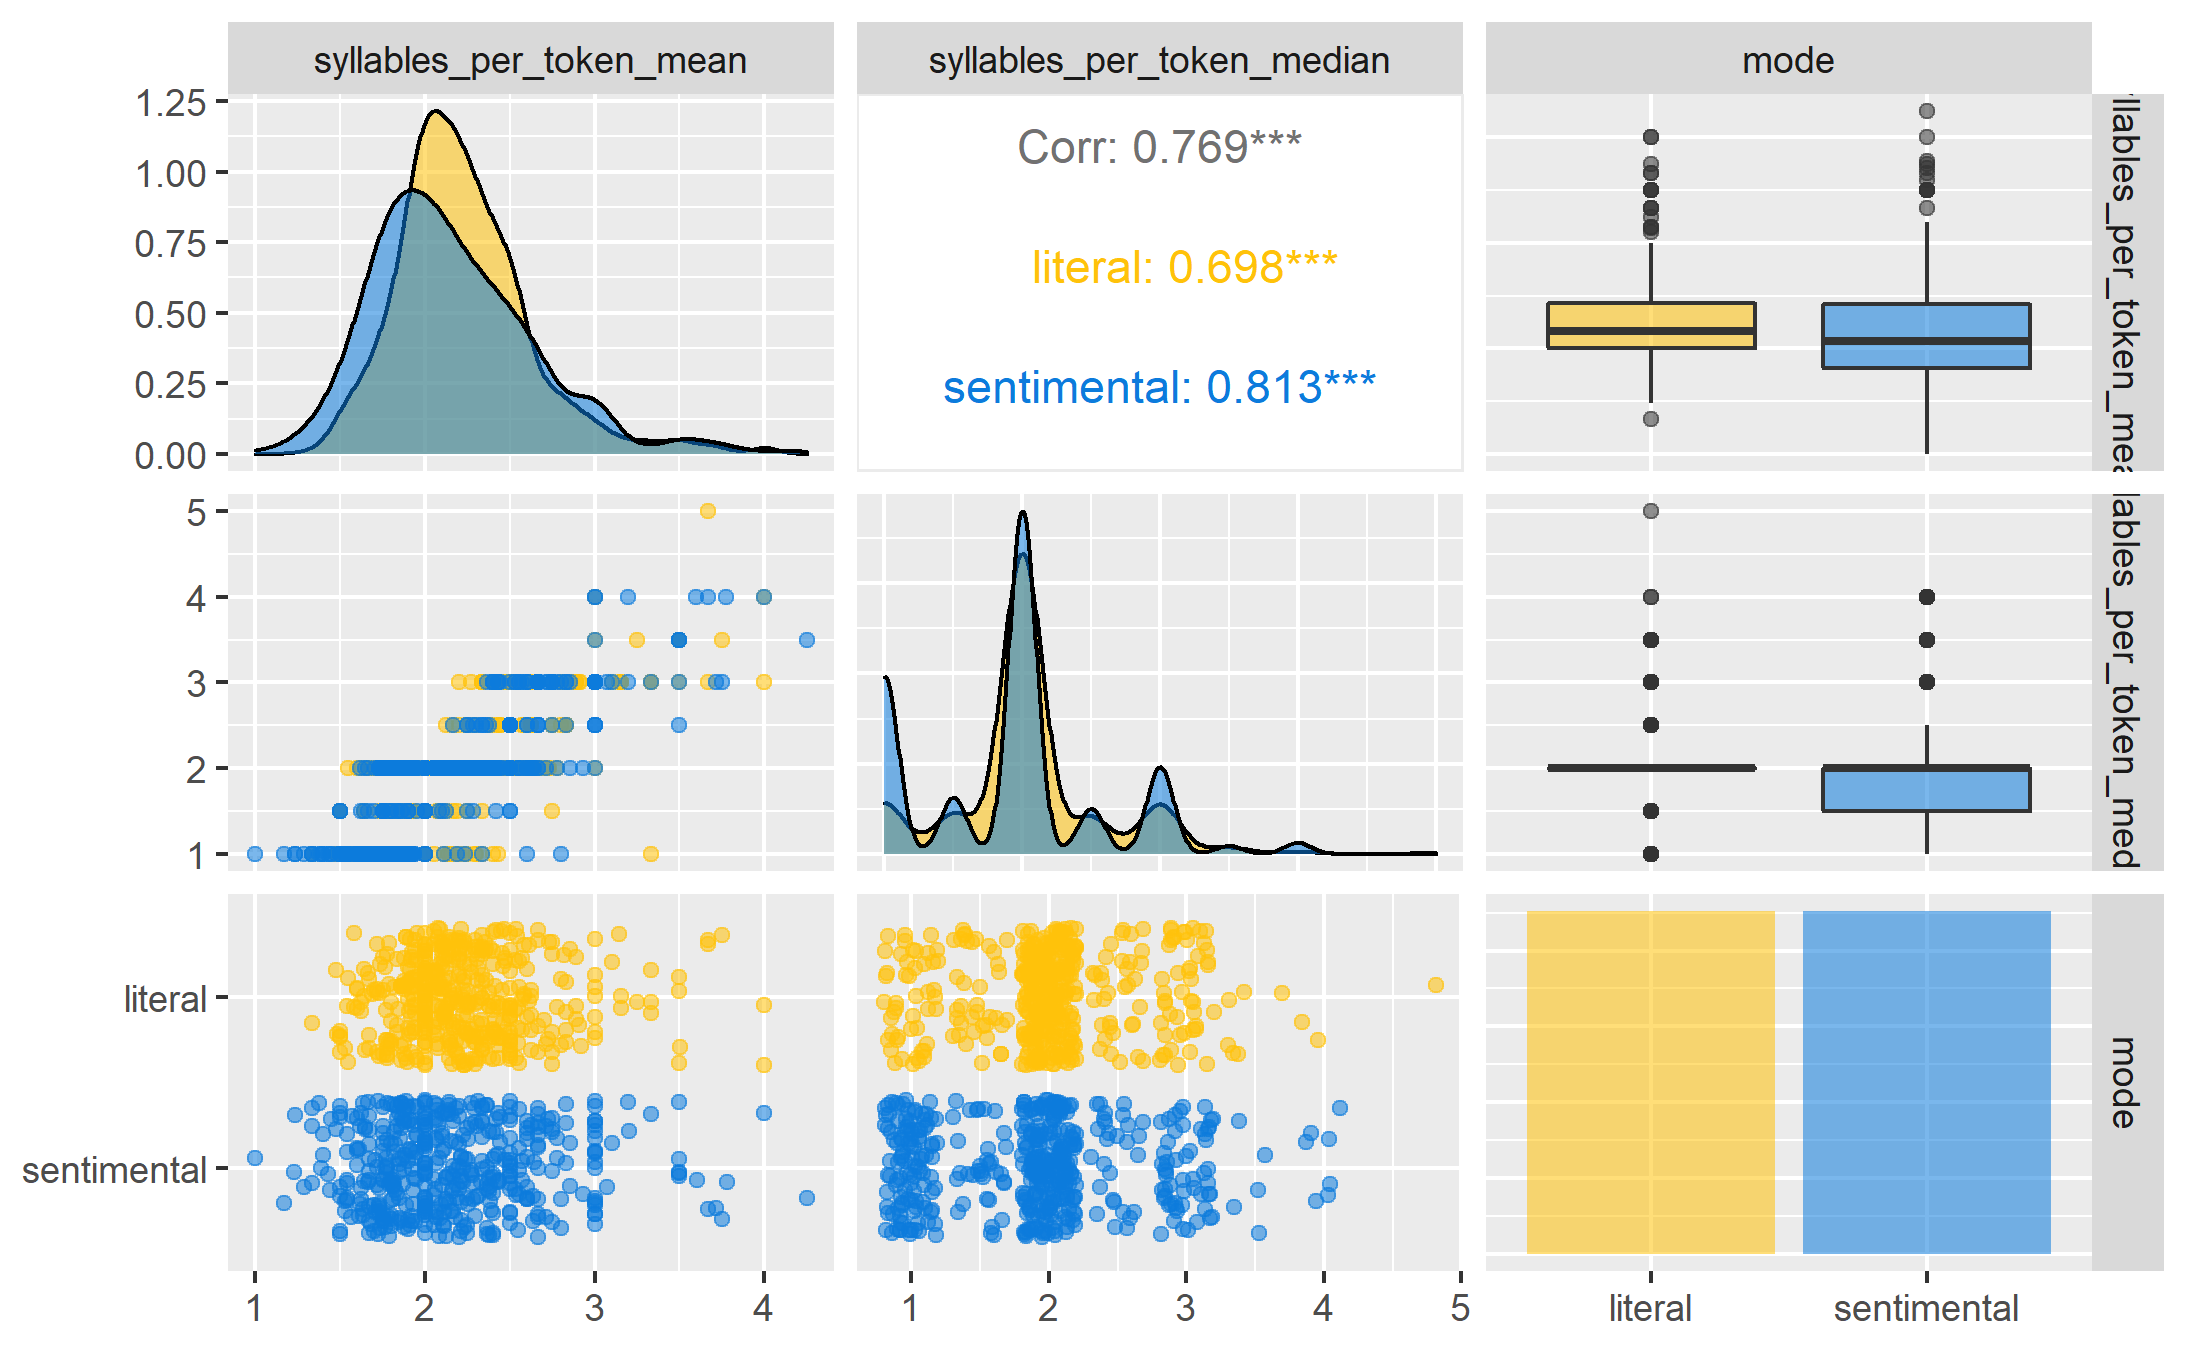 syllables_per_token_mean syllables_per_token_median mode
1.25
1.00
0.75
0.50
0.25
0.00
Corr: 0.769***
literal: 0.698***
sentimental: 0.813***
llables_per_token_mea
5
4
3
2
1
lables_per_token_med
literal
sentimental
mode
1 2 3 4
1 2 3 4 5
literal sentimental